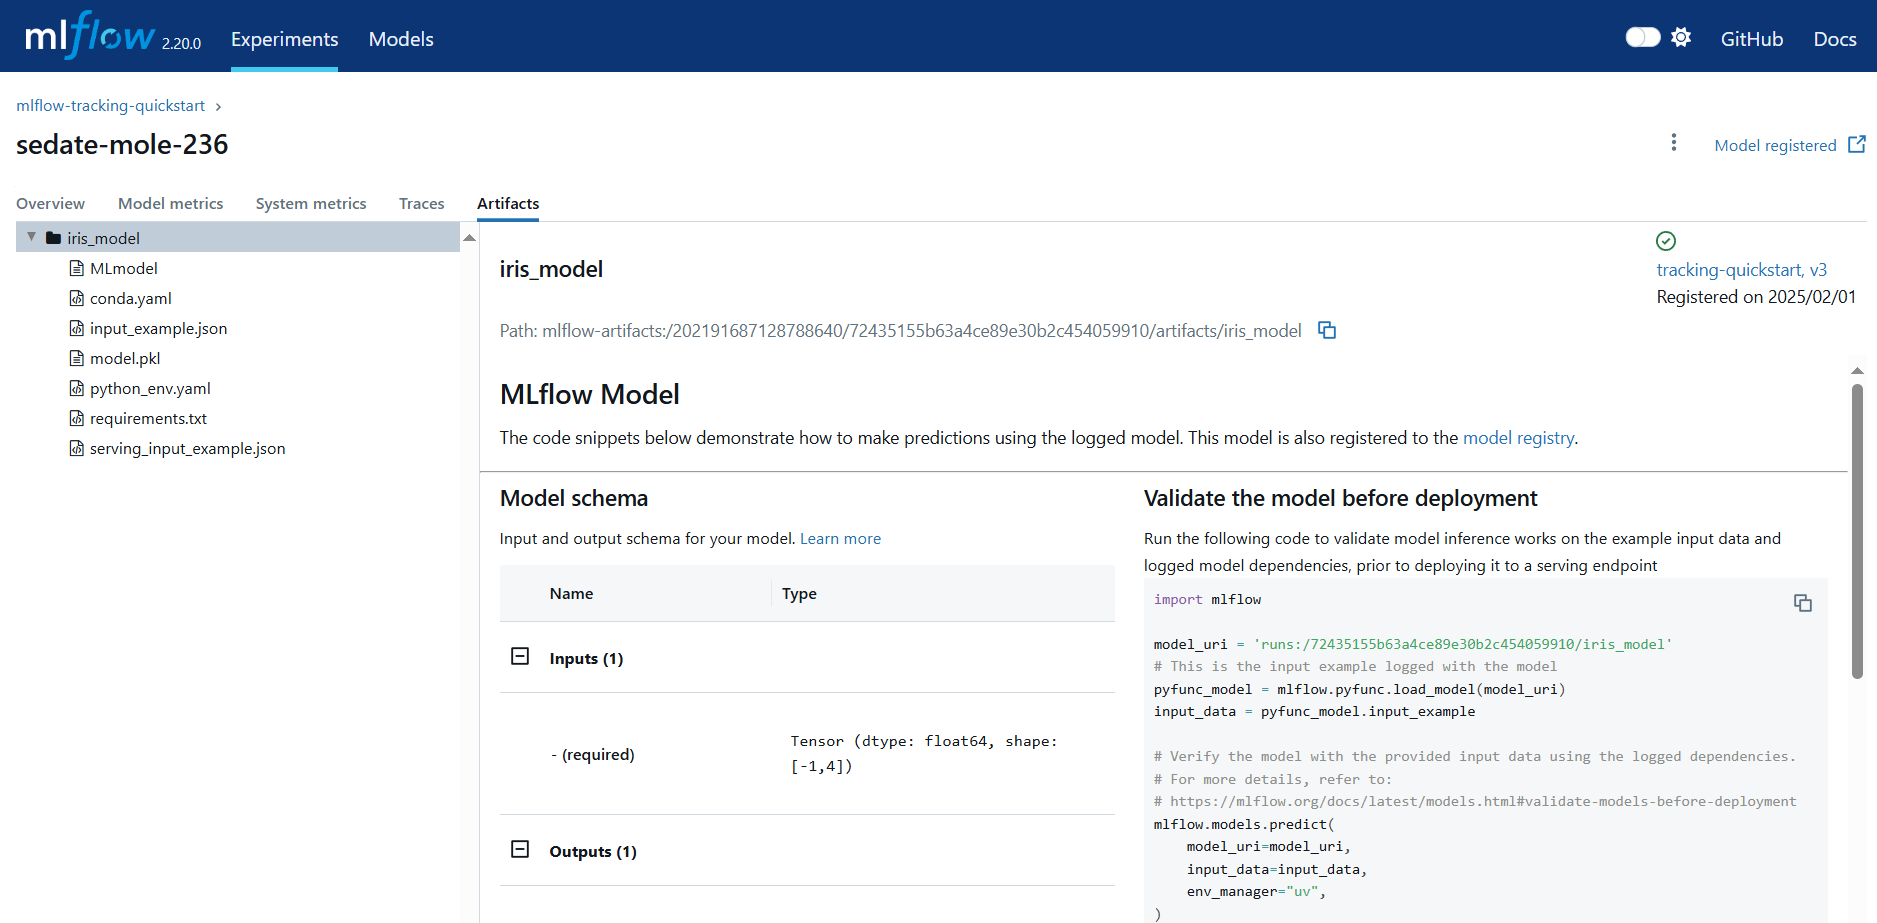 mlflow 2.20.0 Experiments Models GitHub Docs
mlflow-tracking-quickstart
sedate-mole-236
Model registered
Overview Model metrics System metrics Traces Artifacts
iris_model
MLmodel
conda.yaml
input_example.json
model.pkl
python_env.yaml
requirements.txt
serving_input_example.json
iris_model
tracking-quickstart, v3
Registered on 2025/02/01
Path: mlflow-artifacts:/202191687128788640/72435155b63a4ce89e30b2c454059910/artifacts/iris_model
MLflow Model
The code snippets below demonstrate how to make predictions using the logged model. This model is also registered to the model registry.
Model schema
Input and output schema for your model. Learn more
Name Type
Inputs (1)
- (required) Tensor (dtype: float64, shape:
[-1,4])
Outputs (1)
Validate the model before deployment
Run the following code to validate model inference works on the example input data and
logged model dependencies, prior to deploying it to a serving endpoint
import mlflow
model_uri = 'runs:/72435155b63a4ce89e30b2c454059910/iris_model'
# This is the input example logged with the model
pyfunc_model = mlflow.pyfunc.load_model(model_uri)
input_data = pyfunc_model.input_example
# Verify the model with the provided input data using the logged dependencies.
# For more details, refer to:
# https://mlflow.org/docs/latest/models.html#validate-models-before-deployment
mlflow.models.predict(
model_uri=model_uri,
input_data=input_data,
env_manager="uv",
)